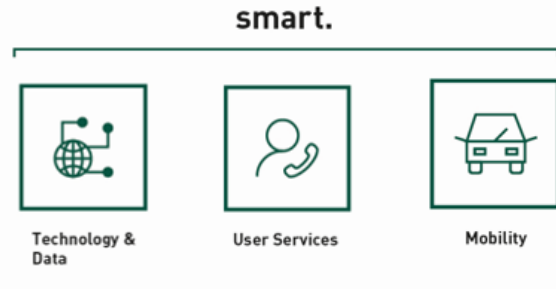 smart.
Technology &
Data
User Services
Mobility